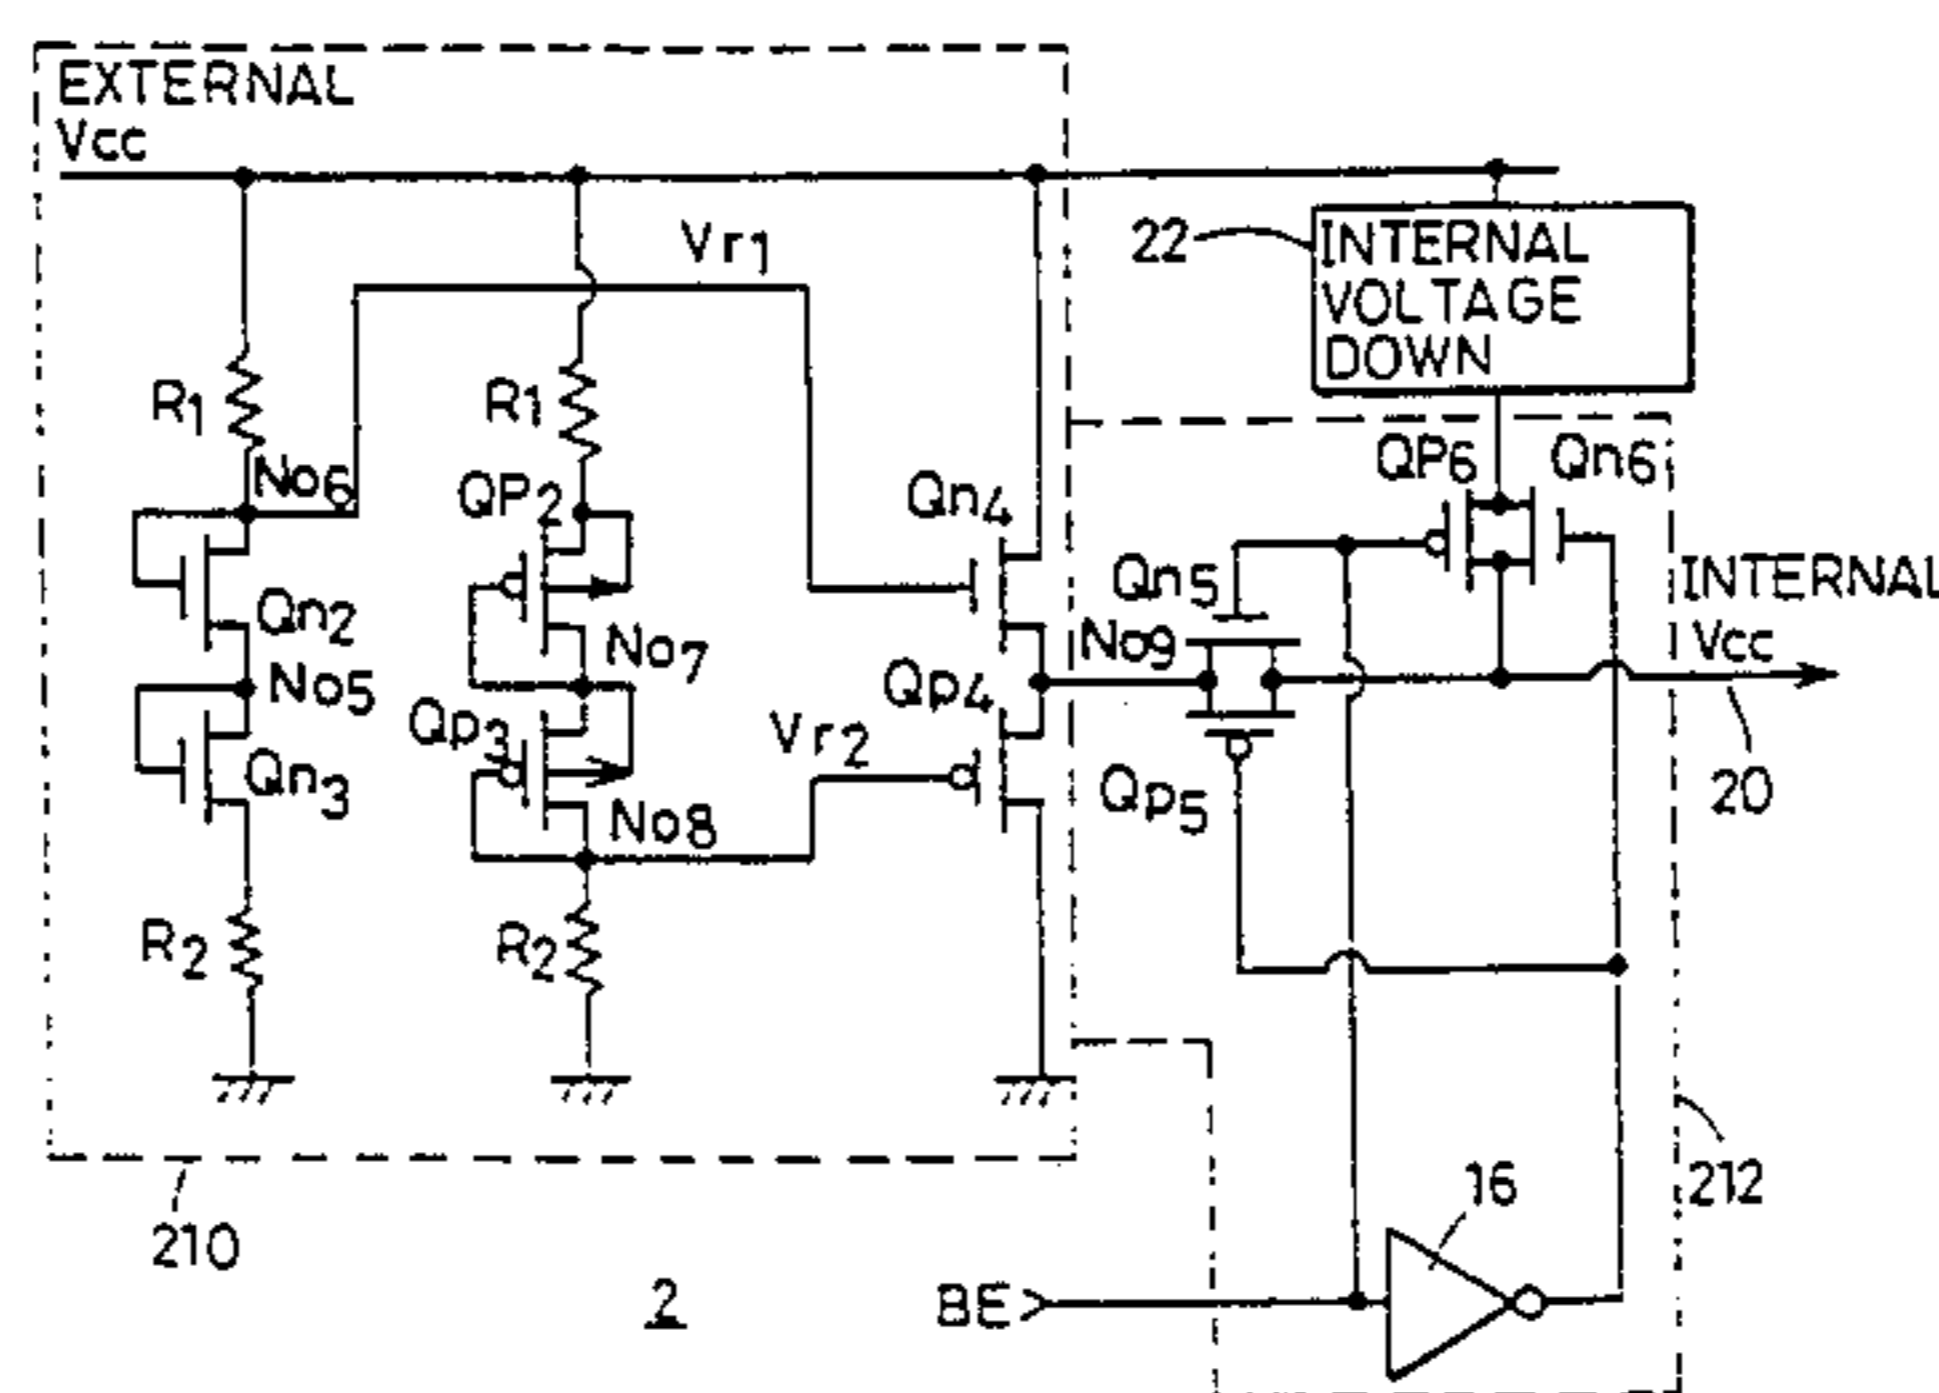 EXTERNAL
Vcc
Vr1
22
INTERNAL
VOLTAGE
DOWN
R1
R1
No6
QP2
Qn4
QP6
Qn6
Qn5
INTERNAL
Vcc
Qn2
No7
No9
No5
Qp4
Qp3
Vr2
Qn3
Qp5
20
No8
R2
R2
16
212
210
2
BE